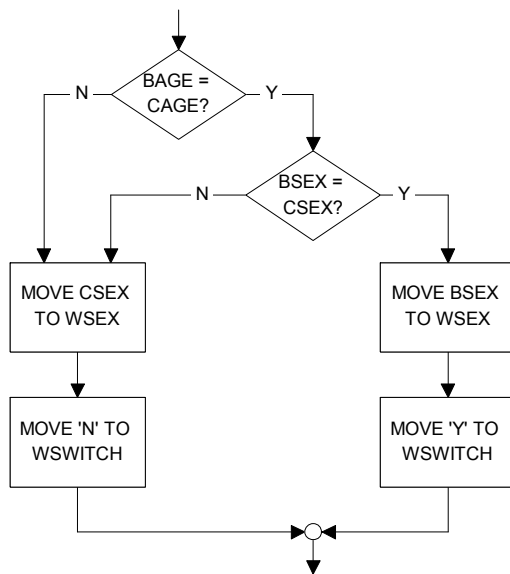 BAGE =
CAGE?
N
Y
BSEX =
CSEX?
N
Y
MOVE CSEX
TO WSEX
MOVE BSEX
TO WSEX
MOVE 'N' TO
WSWITCH
MOVE 'Y' TO
WSWITCH